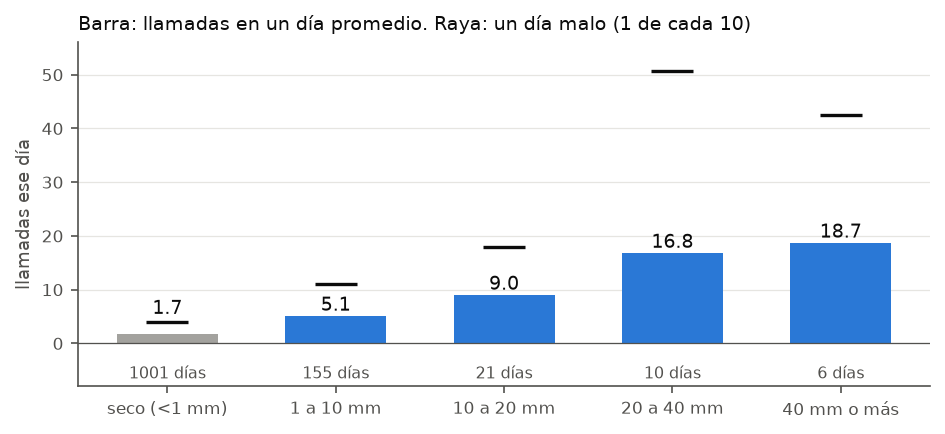 Barra: llamadas en un día promedio. Raya: un día malo (1 de cada 10)
llamadas ese día
50
40
30
20
10
0
1.7
5.1
9.0
16.8
18.7
1001 días
155 días
21 días
10 días
6 días
seco (<1 mm)
1 a 10 mm
10 a 20 mm
20 a 40 mm
40 mm o más